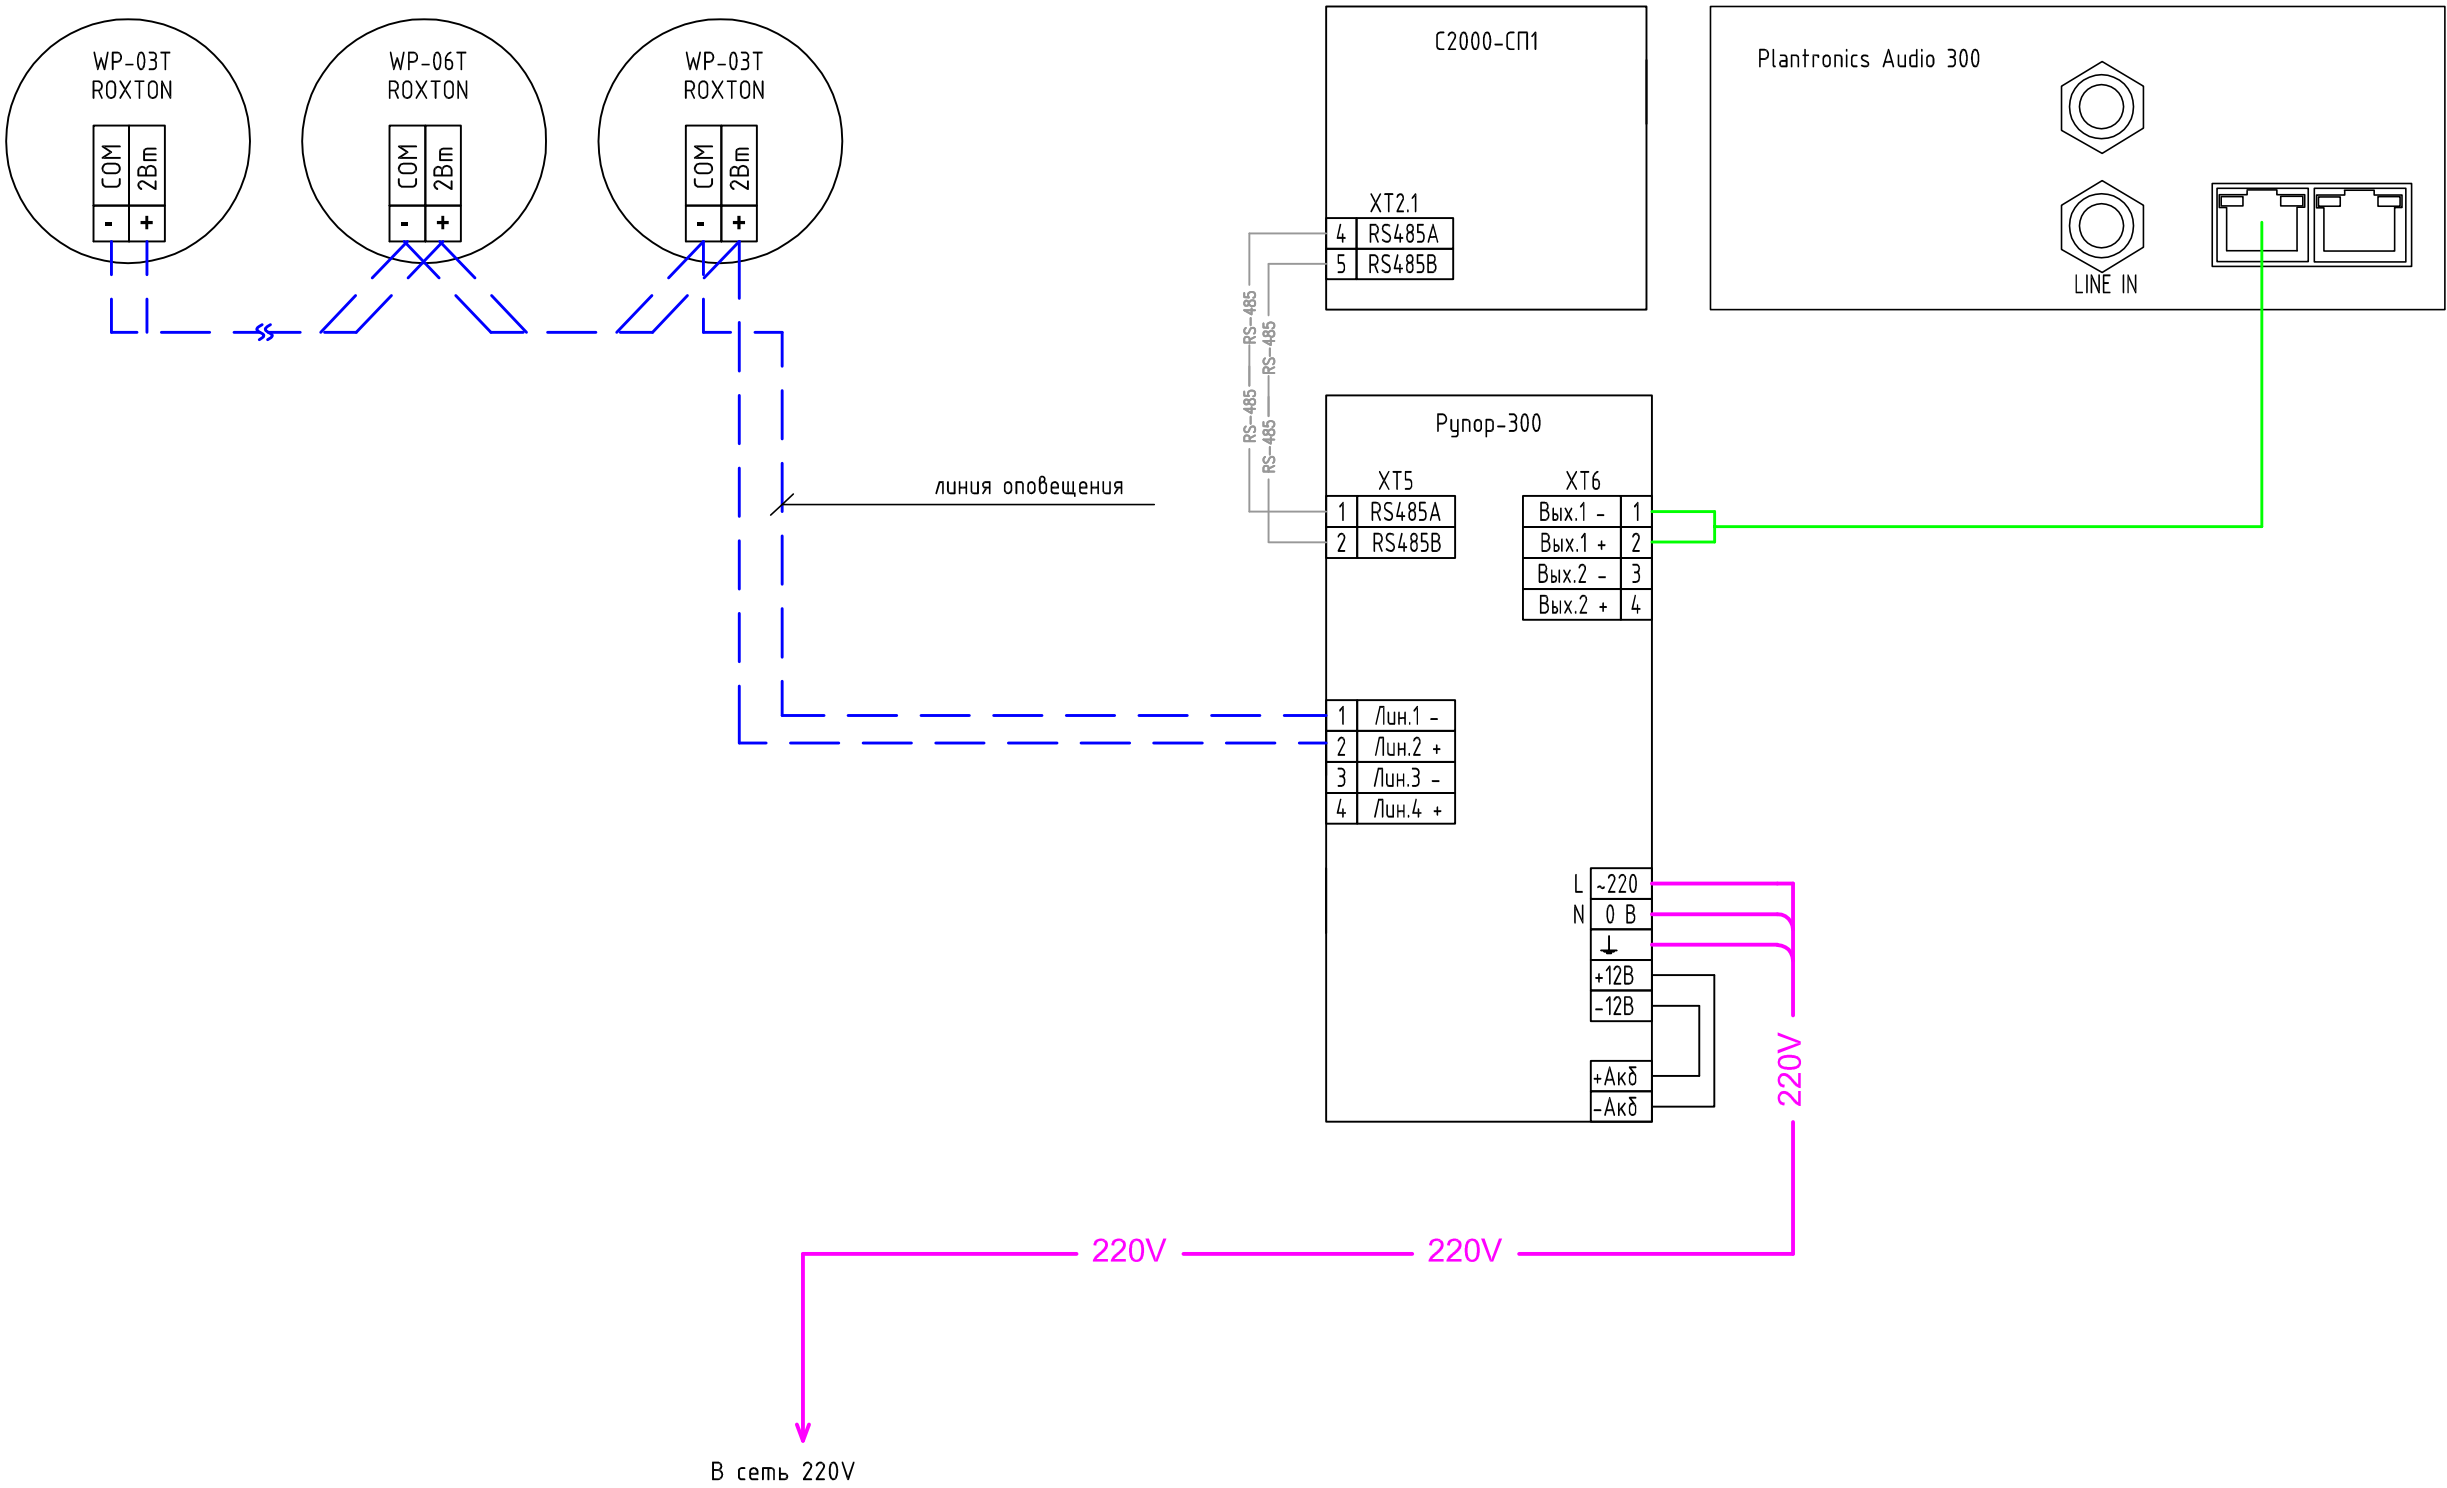 WP-03T
ROXTON
COM
2Вт
-
+
WP-06T
ROXTON
COM
2Вт
-
+
WP-03T
ROXTON
COM
2Вт
-
+
С2000-СП1
XT2.1
4 RS485A
5 RS485B
Plantronics Audio 300
LINE IN
RS-485
RS-485
RS-485
RS-485
линия оповещения
Рупор-300
XT5
1 RS485A
2 RS485B
XT6
Вых.1 - 1
Вых.1 + 2
Вых.2 - 3
Вых.2 + 4
1 Лин.1 -
2 Лин.2 +
3 Лин.3 -
4 Лин.4 +
L ~220
N 0 В
+12В
-12В
+Акб
-Акб
220V
220V
220V
В сеть 220V